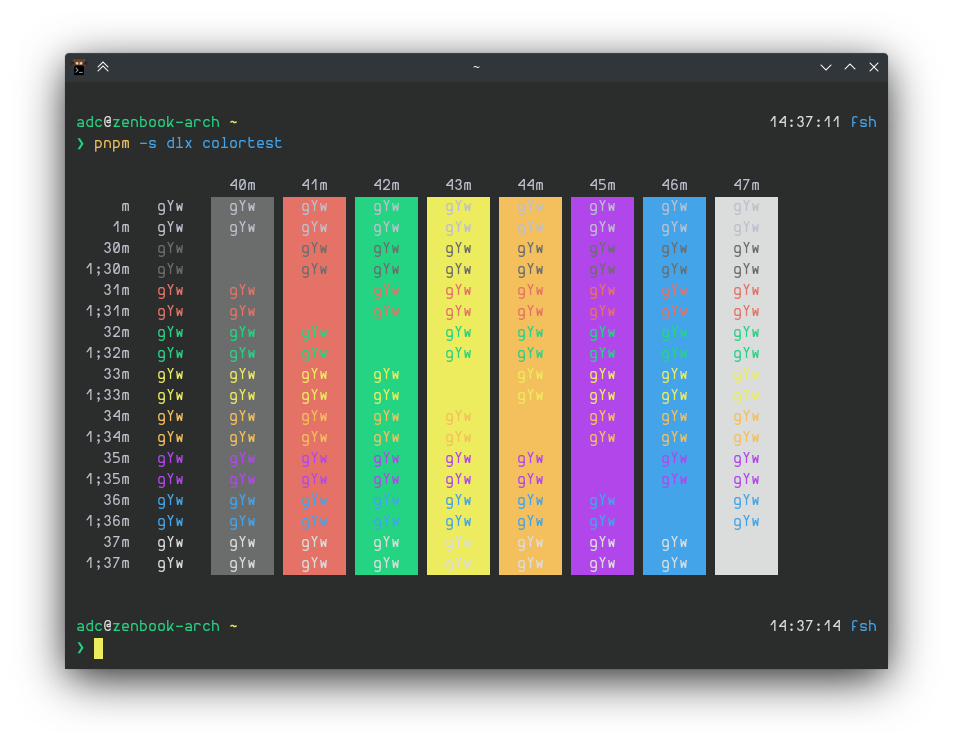 ~
adc@zenbook-arch ~ 14:37:11 fsh
❯ pnpm -s dlx colortest
40m 41m 42m 43m 44m 45m 46m 47m
m gYw gYw gYw gYw gYw gYw gYw gYw gYw
1m gYw gYw gYw gYw gYw gYw gYw gYw gYw
30m gYw gYw gYw gYw gYw gYw gYw gYw
1;30m gYw gYw gYw gYw gYw gYw gYw gYw
31m gYw gYw gYw gYw gYw gYw gYw gYw
1;31m gYw gYw gYw gYw gYw gYw gYw gYw
32m gYw gYw gYw gYw gYw gYw gYw gYw
1;32m gYw gYw gYw gYw gYw gYw gYw gYw
33m gYw gYw gYw gYw gYw gYw gYw gYw
1;33m gYw gYw gYw gYw gYw gYw gYw gYw
34m gYw gYw gYw gYw gYw gYw gYw gYw
1;34m gYw gYw gYw gYw gYw gYw gYw gYw
35m gYw gYw gYw gYw gYw gYw gYw gYw
1;35m gYw gYw gYw gYw gYw gYw gYw gYw
36m gYw gYw gYw gYw gYw gYw gYw gYw
1;36m gYw gYw gYw gYw gYw gYw gYw gYw
37m gYw gYw gYw gYw gYw gYw gYw gYw
1;37m gYw gYw gYw gYw gYw gYw gYw gYw
adc@zenbook-arch ~ 14:37:14 fsh
❯